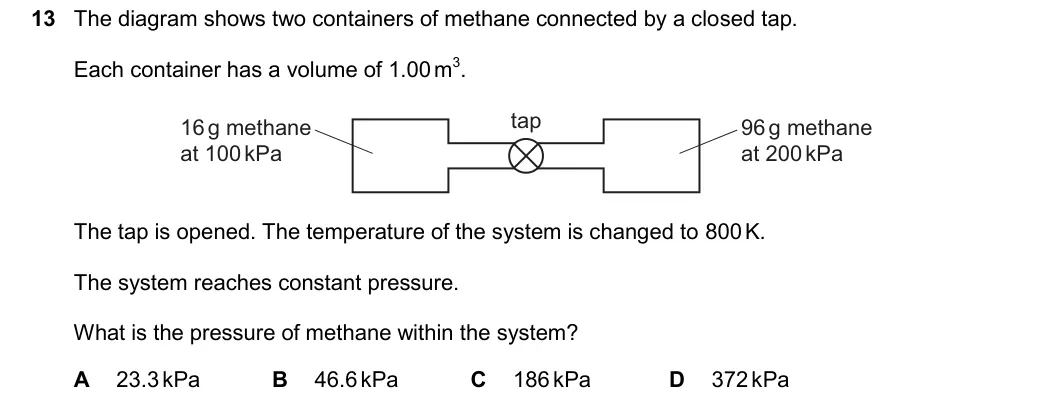 13 The diagram shows two containers of methane connected by a closed tap.
Each container has a volume of 1.00 m³.
tap
16 g methane
at 100 kPa
96 g methane
at 200 kPa
The tap is opened. The temperature of the system is changed to 800 K.
The system reaches constant pressure.
What is the pressure of methane within the system?
A 23.3 kPa B 46.6 kPa C 186 kPa D 372 kPa